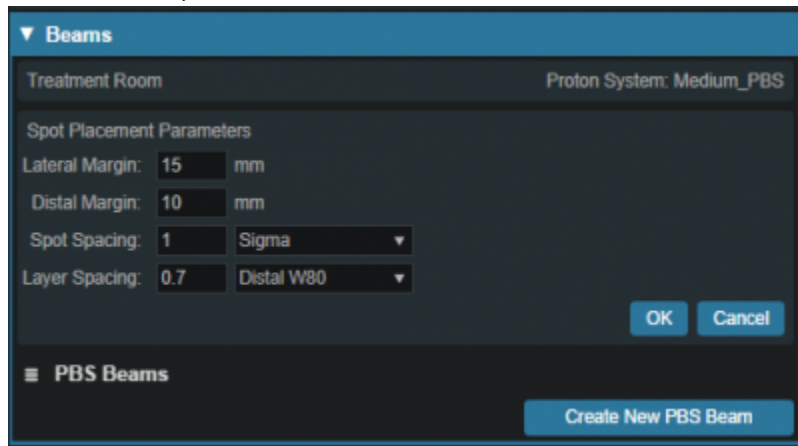 ▼ Beams
Treatment Room Proton System: Medium_PBS
Spot Placement Parameters
Lateral Margin: 15 mm
Distal Margin: 10 mm
Spot Spacing: 1 Sigma ▼
Layer Spacing: 0.7 Distal W80 ▼
OK Cancel
≡ PBS Beams
Create New PBS Beam